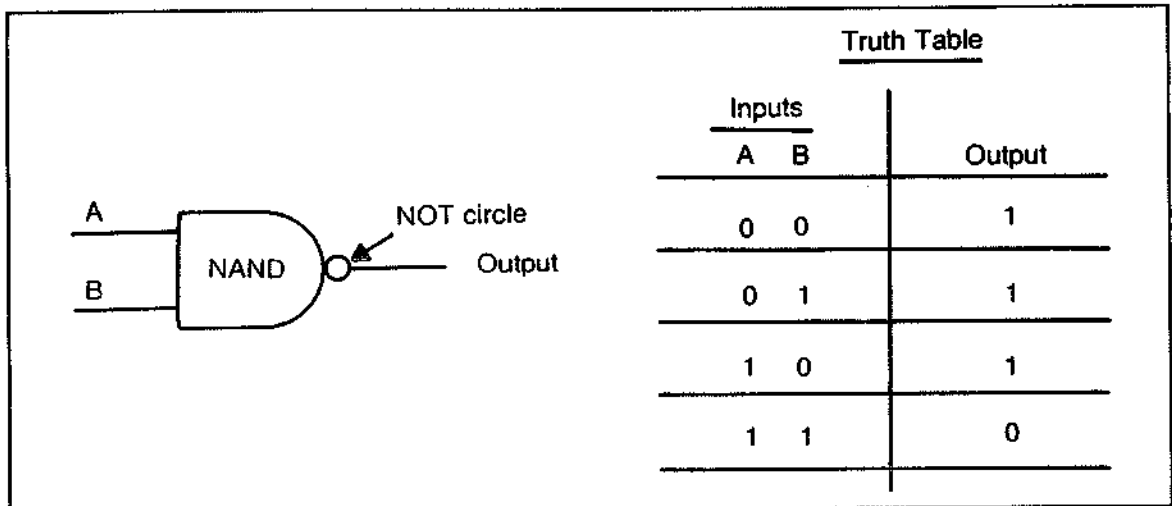 Truth Table
Inputs
A B Output
0 0 1
0 1 1
1 0 1
1 1 0
A
NOT circle
NAND
Output
B